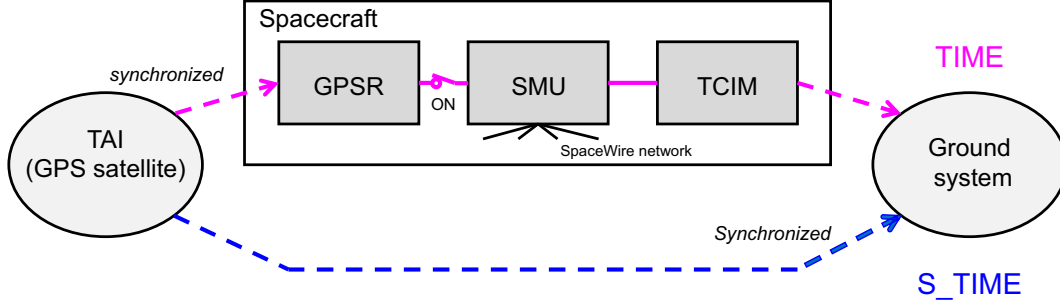 Spacecraft
synchronized
GPSR
ON
SMU
TCIM
TIME
SpaceWire network
TAI
(GPS satellite)
Ground
system
Synchronized
S_TIME